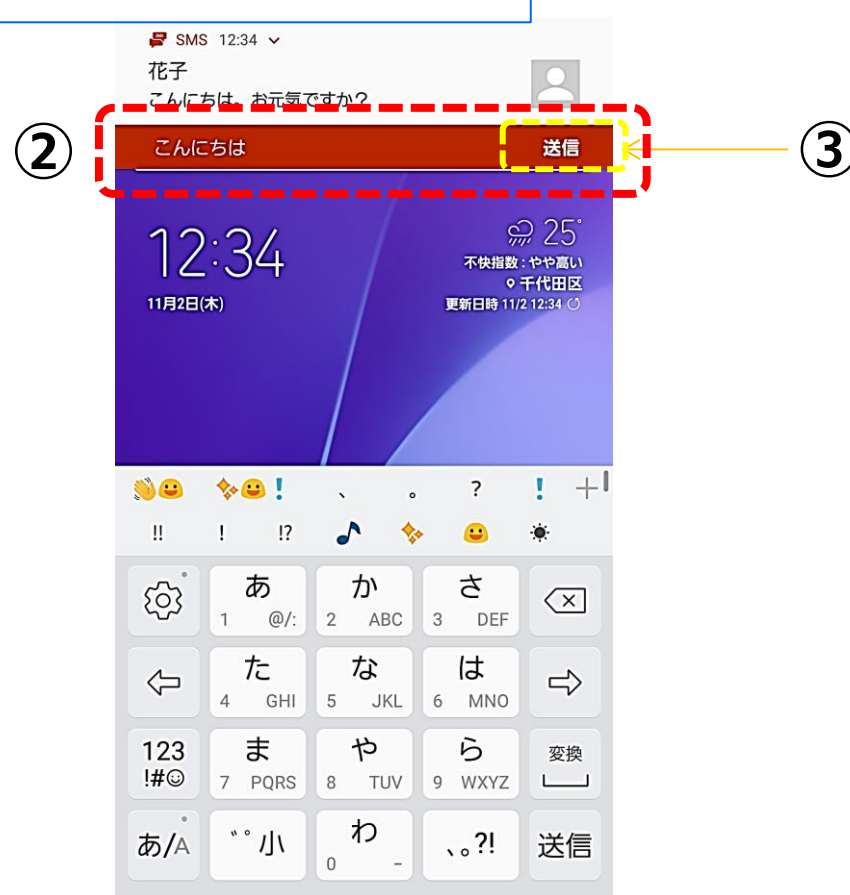 SMS 12:34
花子
こんにちは。お元気ですか?
②
こんにちは 送信
③
12:34
25°
不快指数:やや高い
千代田区
11月2日(木)
更新日時 11/2 12:34
、 。 ? ! +
!! ! !?
あ か さ
1 @/: 2 ABC 3 DEF
た な は
4 GHI 5 JKL 6 MNO
123 ま や ら 変換
!#☺ 7 PQRS 8 TUV 9 WXYZ
あ/A ゛゜小 わ 、。?! 送信
0 -